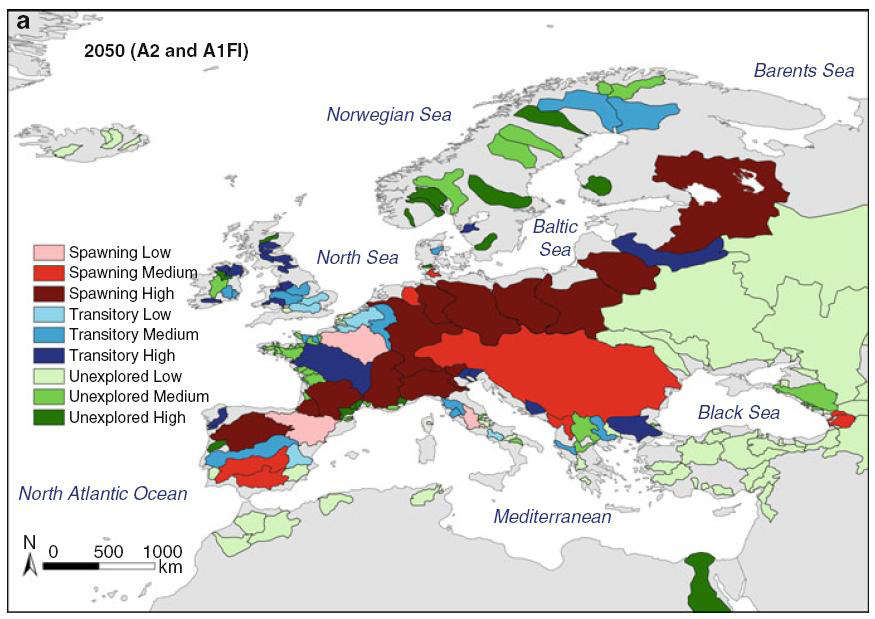 a
2050 (A2 and A1FI)
Barents Sea
Norwegian Sea
Baltic
Sea
North Sea
Spawning Low
Spawning Medium
Spawning High
Transitory Low
Transitory Medium
Transitory High
Unexplored Low
Unexplored Medium
Unexplored High
Black Sea
North Atlantic Ocean
Mediterranean
N
0 500 1000
km